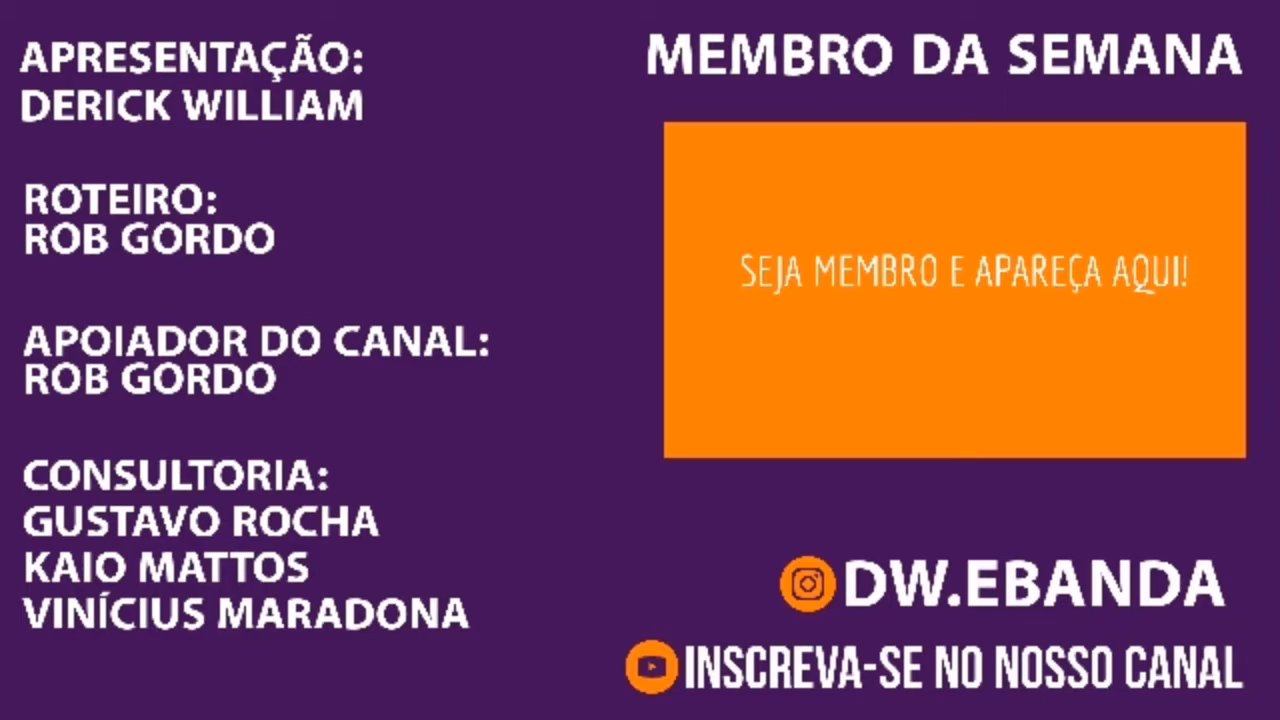 APRESENTAÇÃO:
DERICK WILLIAM
ROTEIRO:
ROB GORDO
APOIADOR DO CANAL:
ROB GORDO
CONSULTORIA:
GUSTAVO ROCHA
KAIO MATTOS
VINÍCIUS MARADONA
MEMBRO DA SEMANA
SEJA MEMBRO E APAREÇA AQUI!
DW.EBANDA
INSCREVA-SE NO NOSSO CANAL